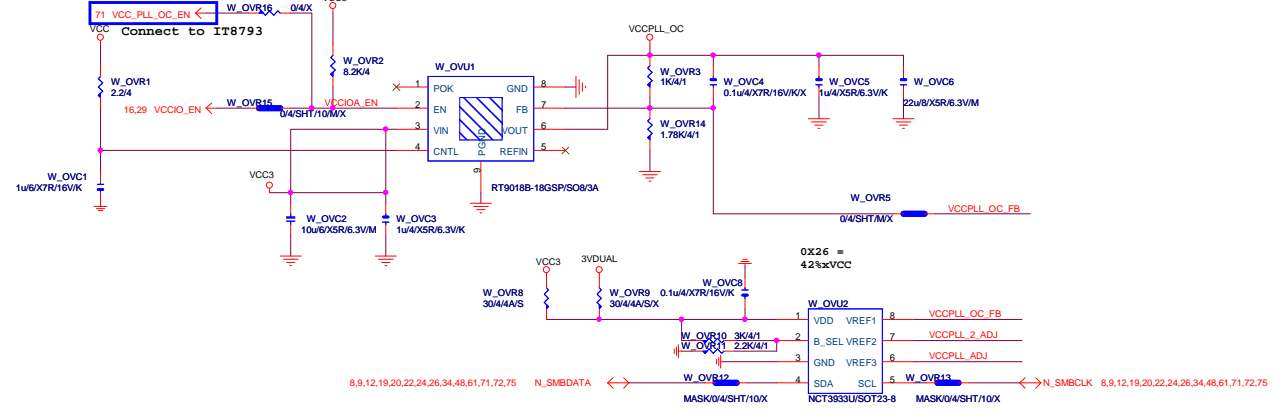 71 VCC_PLL_OC_EN
W_OVR16
0/4/X
Connect to IT8793
VCC
VCCPLL_OC
W_OVR1
2.2/4
W_OVR2
8.2K/4
W_OVU1
W_OVR3
1K/4/1
W_OVC4
0.1u/4/X7R/16V/K/X
W_OVC5
1u/4/X5R/6.3V/K
W_OVC6
22u/8/X5R/6.3V/M
1 POK
GND 8
16,29 VCCIO_EN
W_OVR15
0/4/SHT/10/M/X
VCCIOA_EN
2 EN
FB 7
3 VIN
VOUT 6
4 CNTL
REFIN 5
PGND
9
W_OVR14
1.78K/4/1
W_OVC1
1u/6/X7R/16V/K
VCC3
RT9018B-18GSP/SO8/3A
W_OVC2
10u/6/X5R/6.3V/M
W_OVC3
1u/4/X5R/6.3V/K
W_OVR5
0/4/SHT/M/X
VCCPLL_OC_FB
0X26 =
42%xVCC
VCC3
3VDUAL
W_OVR8
30/4/4A/S
W_OVR9
30/4/4A/S/X
W_OVC8
0.1u/4/X7R/16V/K
W_OVU2
1 VDD VREF1 8
VCCPLL_OC_FB
W_OVR10 3K/4/1
2 B_SEL VREF2 7
VCCPLL_2_ADJ
W_OVR11 2.2K/4/1
3 GND VREF3 6
VCCPLL_ADJ
8,9,12,19,20,22,24,26,34,48,61,71,72,75 N_SMBDATA
W_OVR12
MASK/0/4/SHT/10/X
4 SDA SCL 5
W_OVR13
MASK/0/4/SHT/10/X
N_SMBCLK 8,9,12,19,20,22,24,26,34,48,61,71,72,75
NCT3933U/SOT23-8